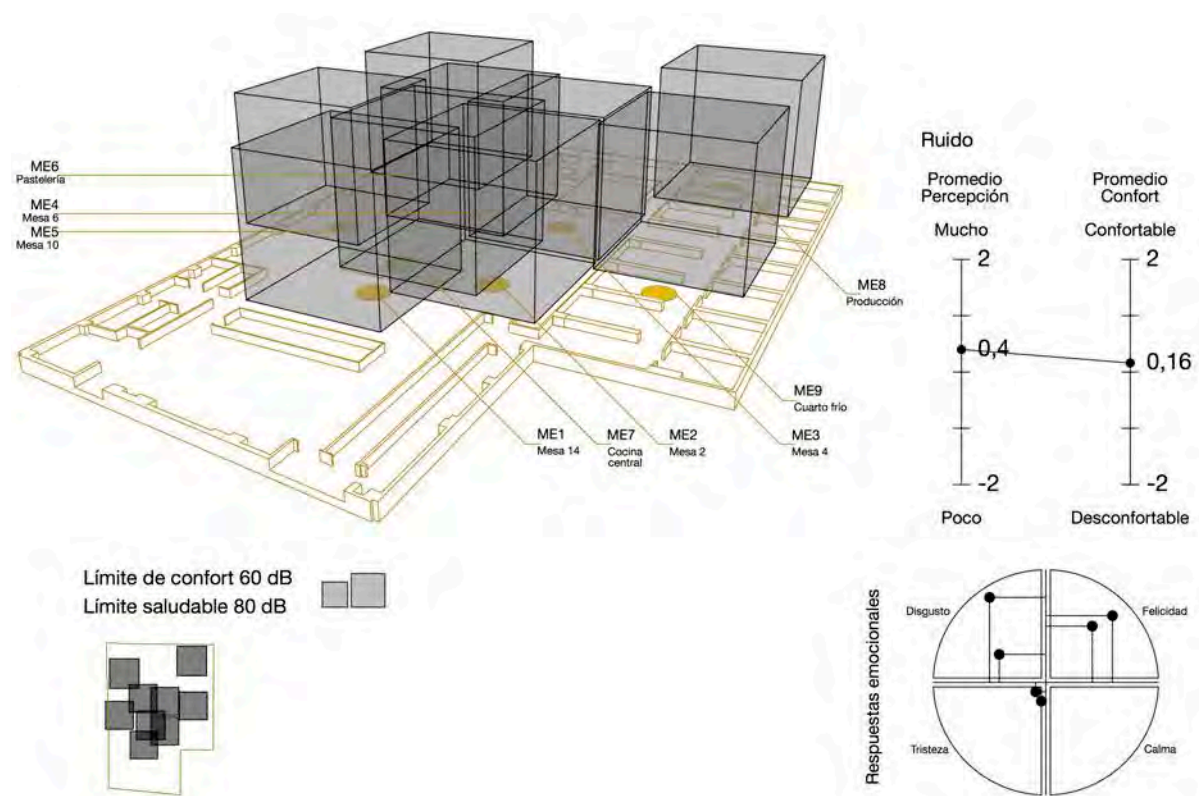 ME6
Pastelería
ME4
Mesa 6
ME5
Mesa 10
ME8
Producción
ME9
Cuarto frío
ME1
Mesa 14
ME7
Cocina
central
ME2
Mesa 2
ME3
Mesa 4
Ruido
Promedio
Percepción
Mucho
2
0,4
-2
Poco
Promedio
Confort
Confortable
2
0,16
-2
Desconfortable
Límite de confort 60 dB
Límite saludable 80 dB
Respuestas emocionales
Disgusto
Felicidad
Tristeza
Calma